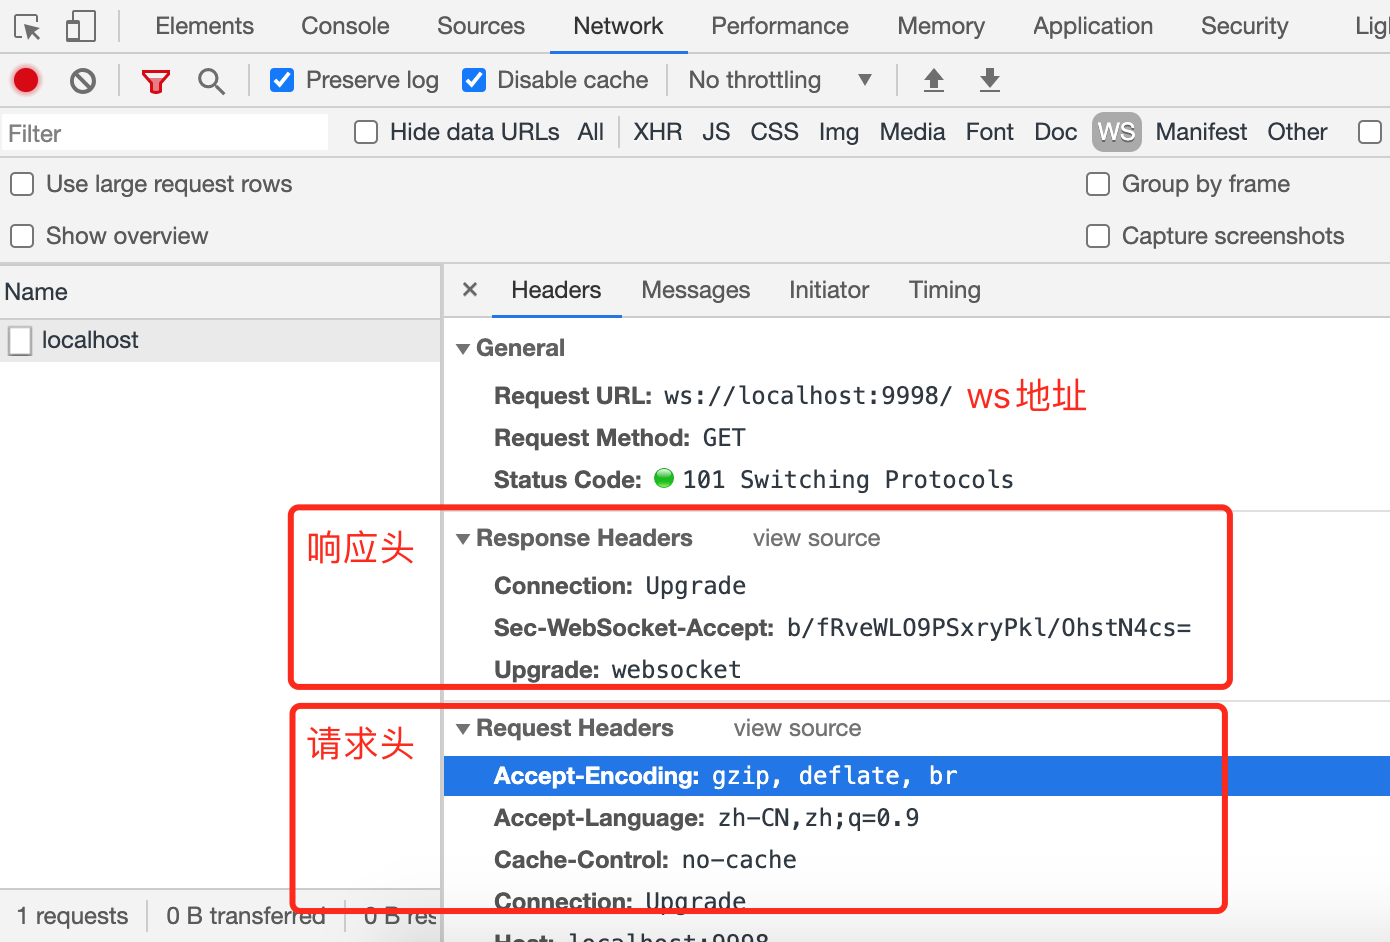 Elements Console Sources Network Performance Memory Application Security Lig
Preserve log Disable cache No throttling
Filter Hide data URLs All XHR JS CSS Img Media Font Doc WS Manifest Other
Use large request rows Group by frame
Show overview Capture screenshots
Name × Headers Messages Initiator Timing
localhost
General
Request URL: ws://localhost:9998/ ws地址
Request Method: GET
Status Code: 101 Switching Protocols
响应头 Response Headers view source
Connection: Upgrade
Sec-WebSocket-Accept: b/fRveWLO9PSxryPkl/OhstN4cs=
Upgrade: websocket
请求头 Request Headers view source
Accept-Encoding: gzip, deflate, br
Accept-Language: zh-CN,zh;q=0.9
Cache-Control: no-cache
Connection: Upgrade
1 requests 0 B transferred 0 B res
Host: localhost:9998